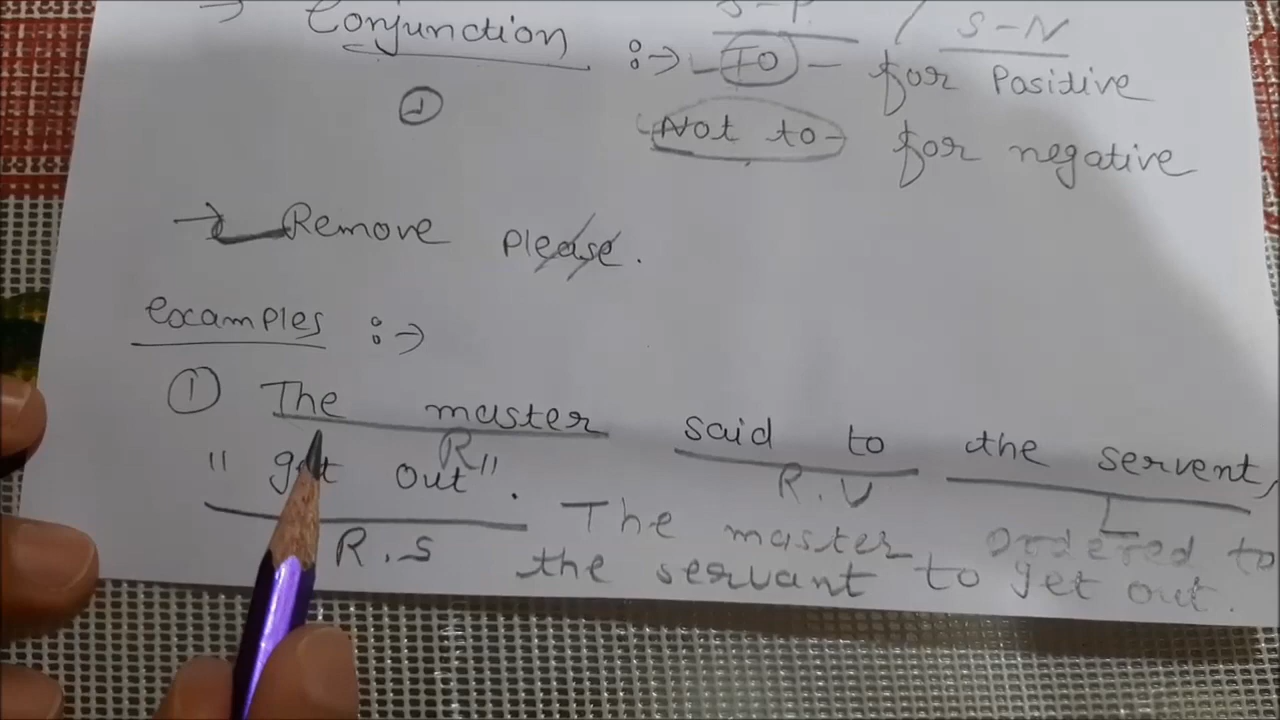 → Conjunction :→ S-P. / S-N
– TO – for Positive
①
Not to - for negative
→ Remove please.
examples :→
① The master said to the servent,
R R.V L
"get out".
R.S
The master ordered to
the servant to get out.